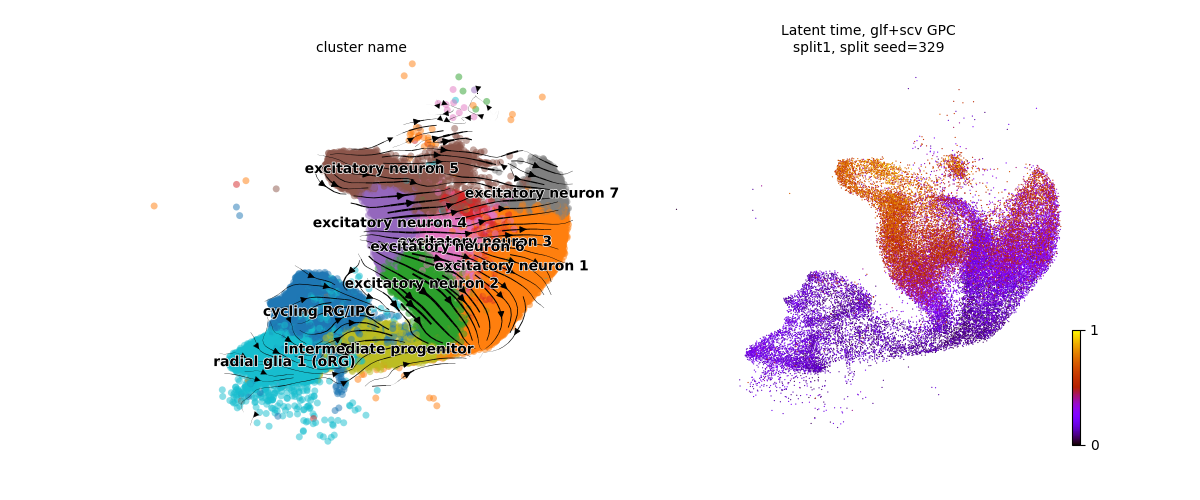 cluster name
excitatory neuron 5
excitatory neuron 7
excitatory neuron 4
excitatory neuron 3
excitatory neuron 6
excitatory neuron 1
excitatory neuron 2
cycling RG/IPC
intermediate progenitor
radial glia 1 (oRG)
Latent time, glf+scv GPC
split1, split seed=329
1
0